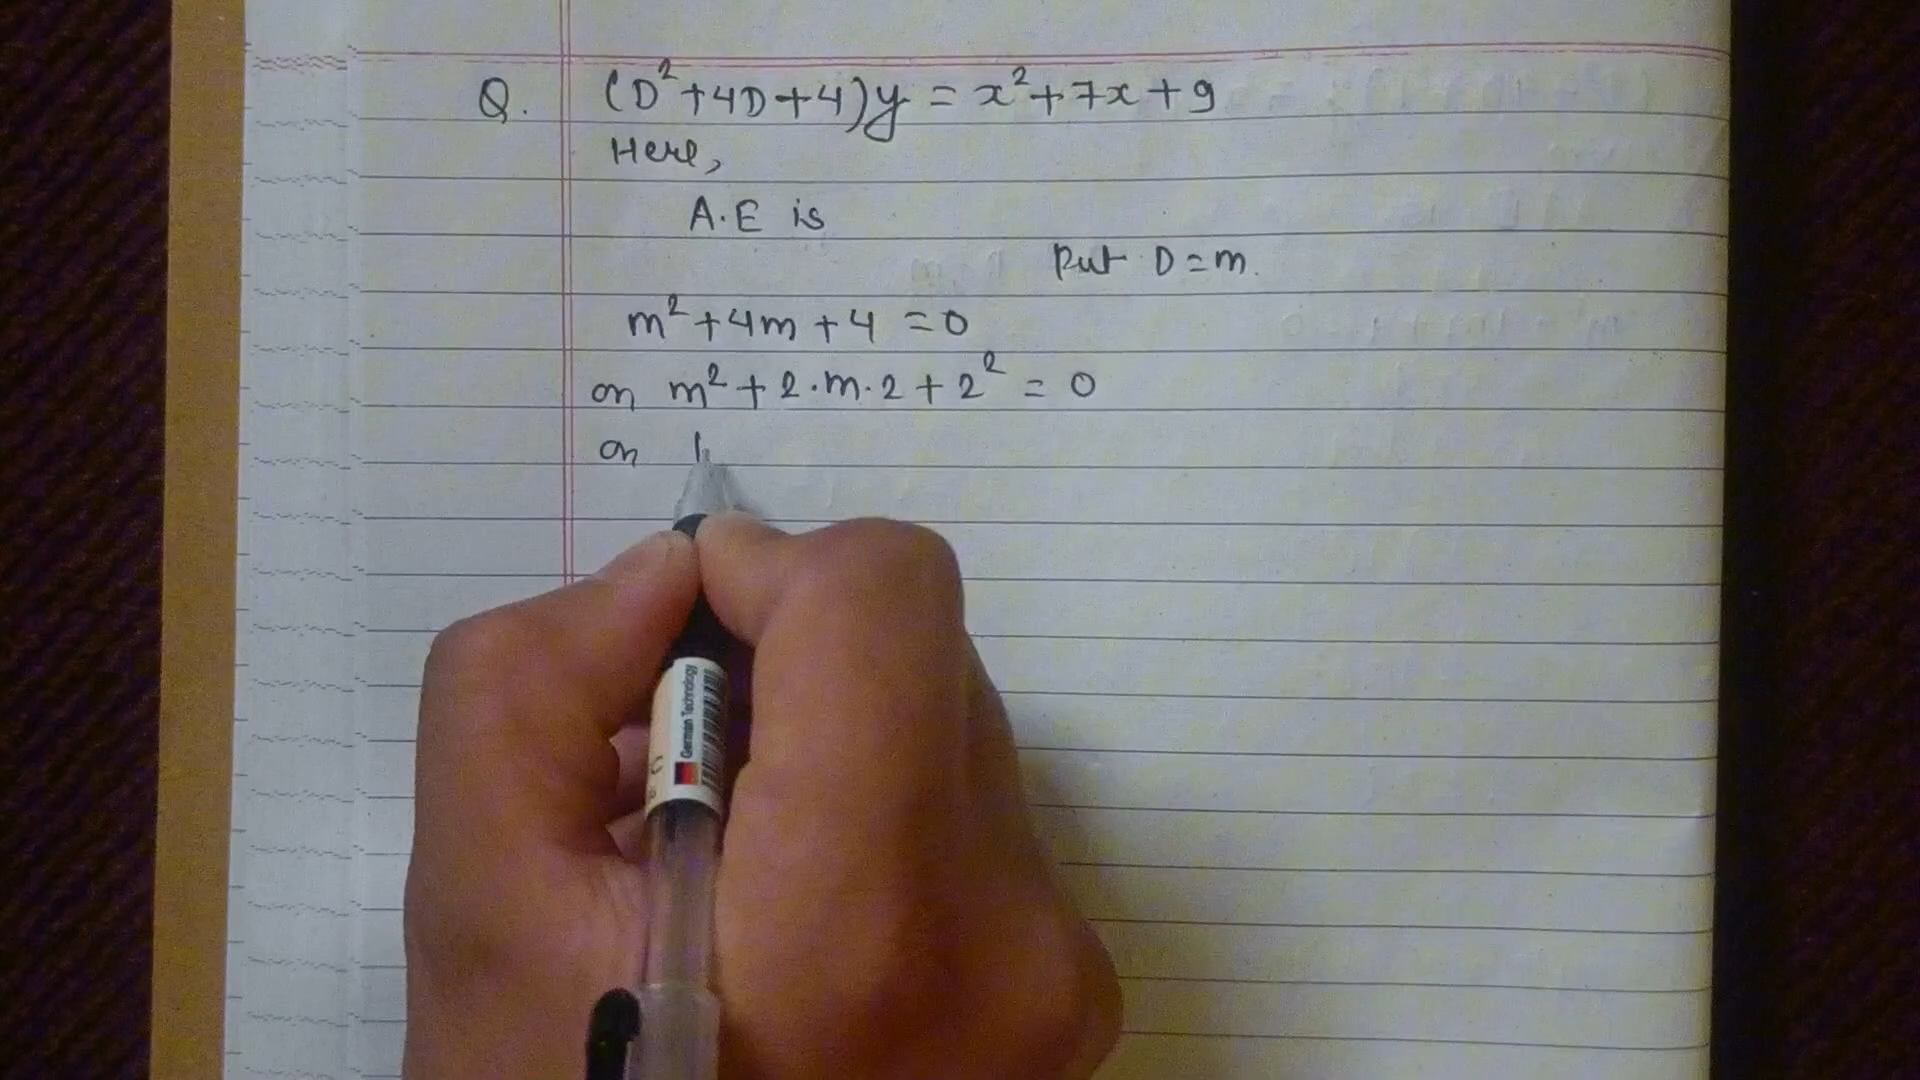 Q. (D²+4D+4)y = x²+7x+9
Here,
A.E is
Put D=m.
m²+4m+4 =0
or m²+2.m.2+2² = 0
or
German Technology